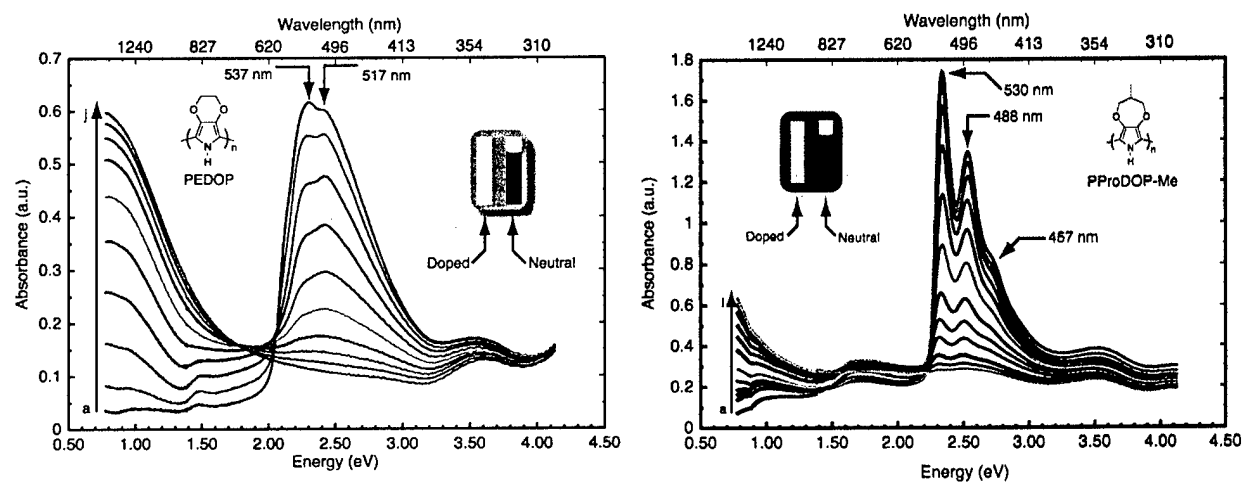 Wavelength (nm)
1240 827 620 496 413 354 310
0.7
0.6
0.5
0.4
0.3
0.2
0.1
0
Absorbance (a.u.)
537 nm
517 nm
j
a
O O
N
H
n
PEDOP
Doped
Neutral
0.50 1.00 1.50 2.00 2.50 3.00 3.50 4.00 4.50
Energy (eV)
Wavelength (nm)
1240 827 620 496 413 354 310
1.8
1.6
1.4
1.2
1
0.8
0.6
0.4
0.2
0
Absorbance (a.u.)
530 nm
488 nm
457 nm
l
a
O O
N
H
n
PProDOP-Me
Doped
Neutral
0.50 1.00 1.50 2.00 2.50 3.00 3.50 4.00 4.50
Energy (eV)